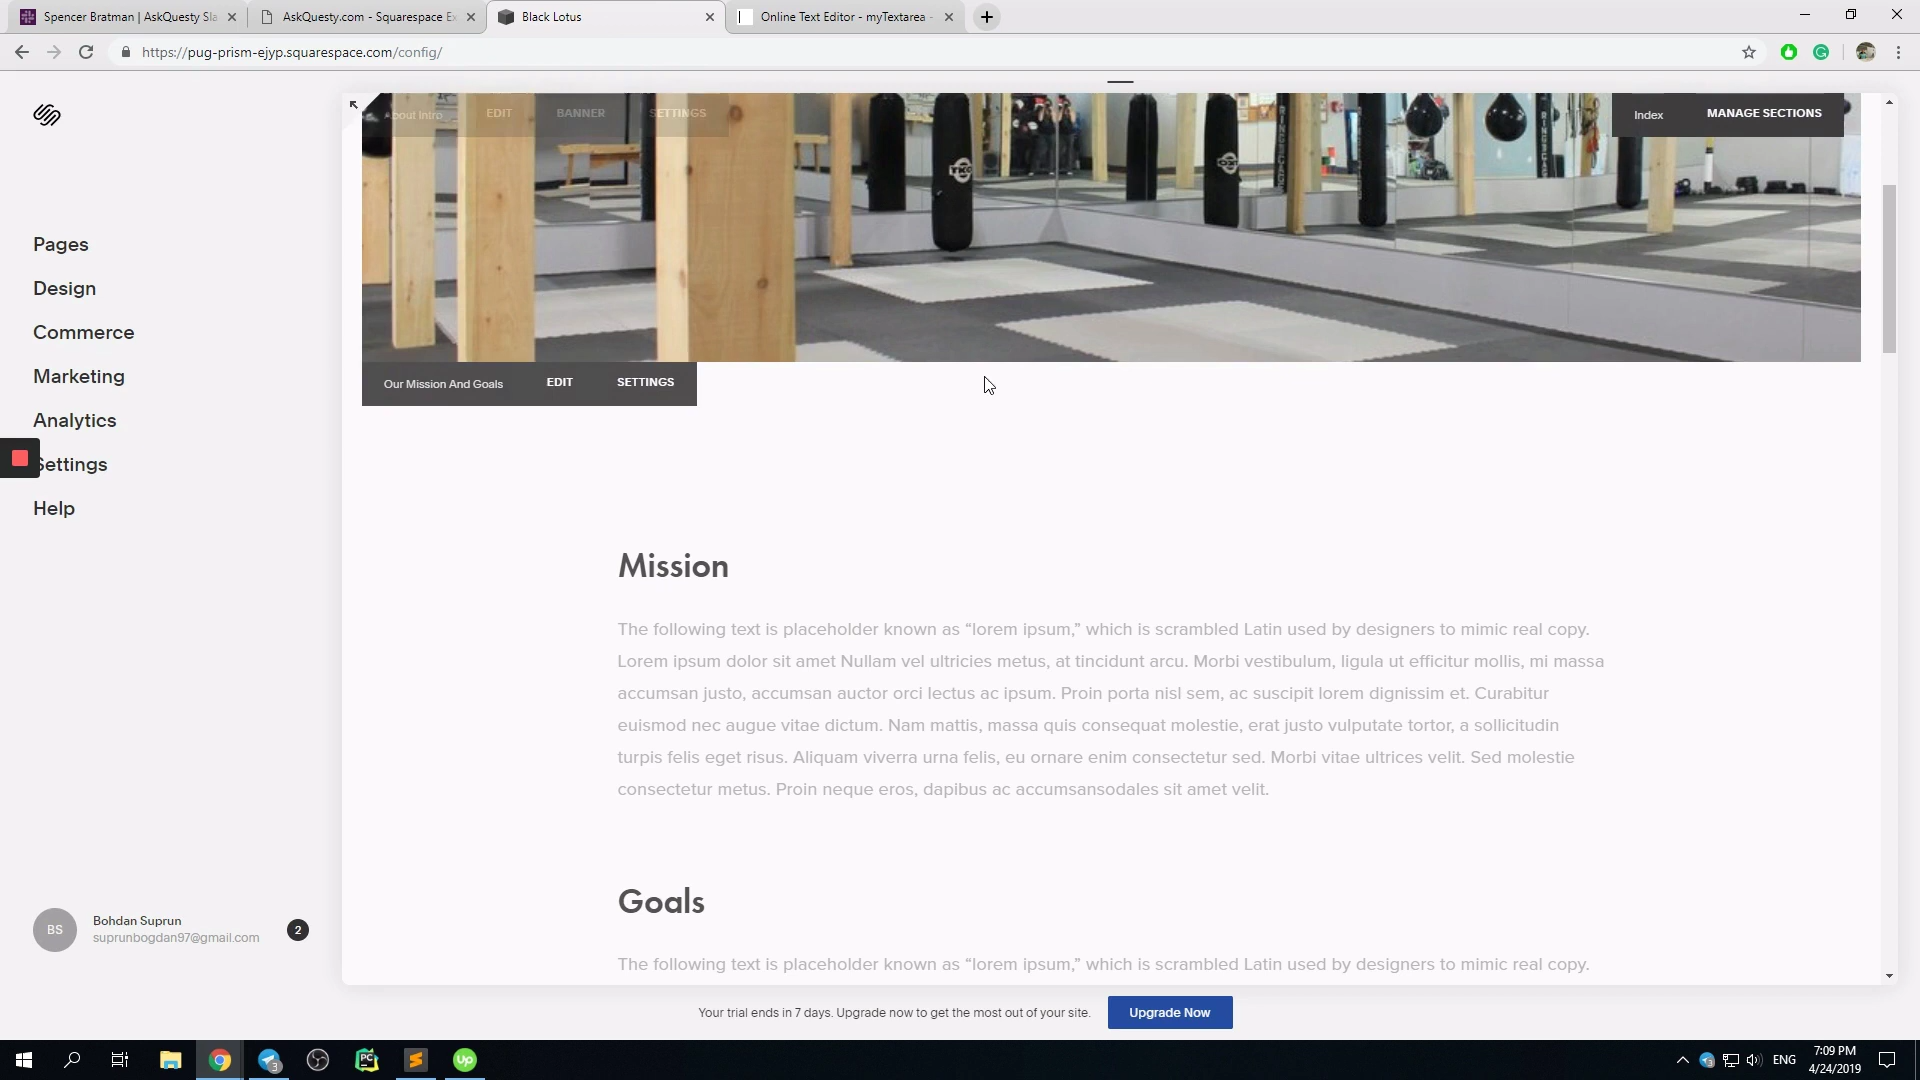 Spencer Bratman | AskQuesty Sla
AskQuesty.com - Squarespace Ex
Black Lotus
Online Text Editor - myTextarea -
https://pug-prism-ejyp.squarespace.com/config/
About Intro EDIT BANNER SETTINGS
Index MANAGE SECTIONS
Pages
Design
Commerce
Marketing
Analytics
Settings
Help
Our Mission And Goals EDIT SETTINGS
Mission
The following text is placeholder known as “lorem ipsum,” which is scrambled Latin used by designers to mimic real copy.
Lorem ipsum dolor sit amet Nullam vel ultricies metus, at tincidunt arcu. Morbi vestibulum, ligula ut efficitur mollis, mi massa
accumsan justo, accumsan auctor orci lectus ac ipsum. Proin porta nisl sem, ac suscipit lorem dignissim et. Curabitur
euismod nec augue vitae dictum. Nam mattis, massa quis consequat molestie, erat justo vulputate tortor, a sollicitudin
turpis felis eget risus. Aliquam viverra urna felis, eu ornare enim consectetur sed. Morbi vitae ultrices velit. Sed molestie
consectetur metus. Proin neque eros, dapibus ac accumsansodales sit amet velit.
Goals
The following text is placeholder known as “lorem ipsum,” which is scrambled Latin used by designers to mimic real copy.
BS
Bohdan Suprun
suprunbogdan97@gmail.com
2
Your trial ends in 7 days. Upgrade now to get the most out of your site.
Upgrade Now
3
PC
Up
ENG
7:09 PM
4/24/2019